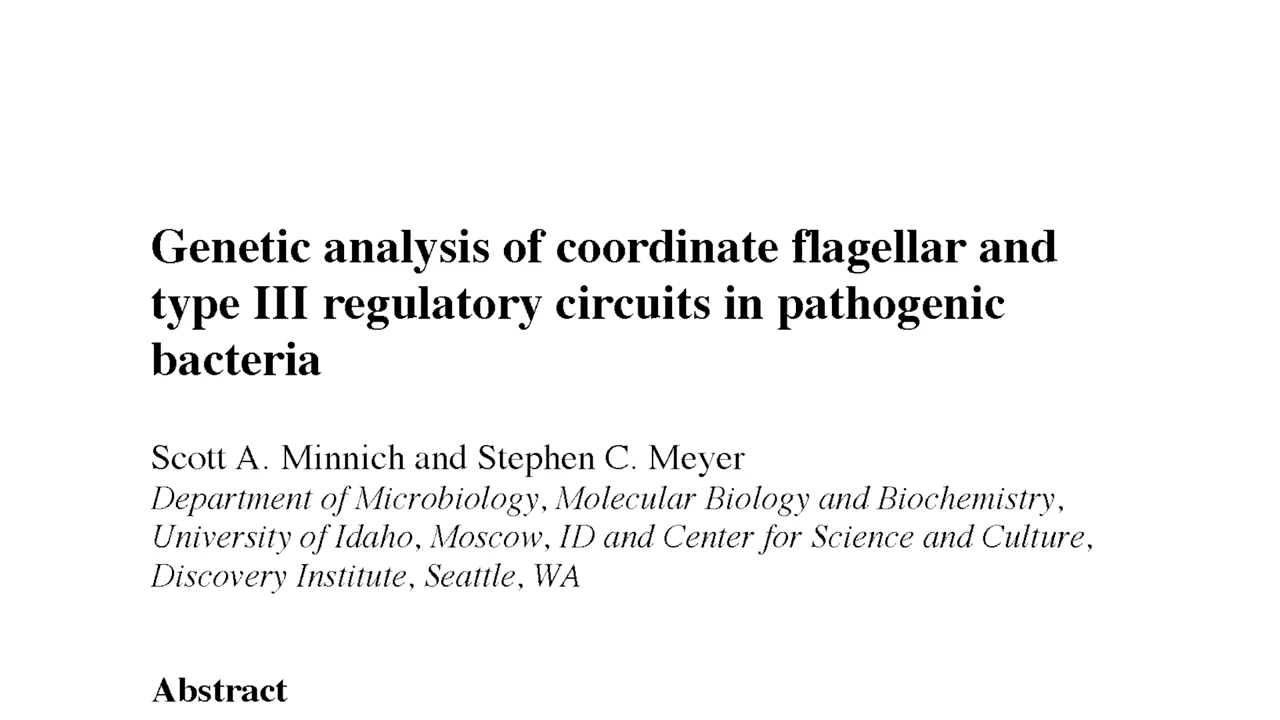 Genetic analysis of coordinate flagellar and
type III regulatory circuits in pathogenic
bacteria
Scott A. Minnich and Stephen C. Meyer
Department of Microbiology, Molecular Biology and Biochemistry,
University of Idaho, Moscow, ID and Center for Science and Culture,
Discovery Institute, Seattle, WA
Abstract